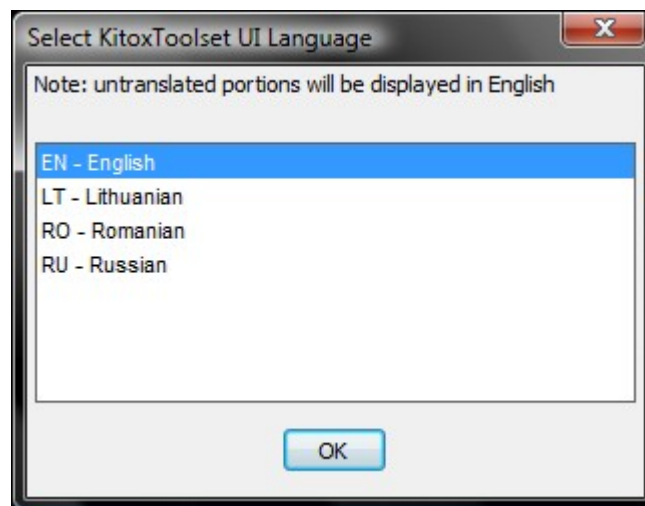 Select KitoxToolset UI Language
Note: untranslated portions will be displayed in English
EN - English
LT - Lithuanian
RO - Romanian
RU - Russian
OK